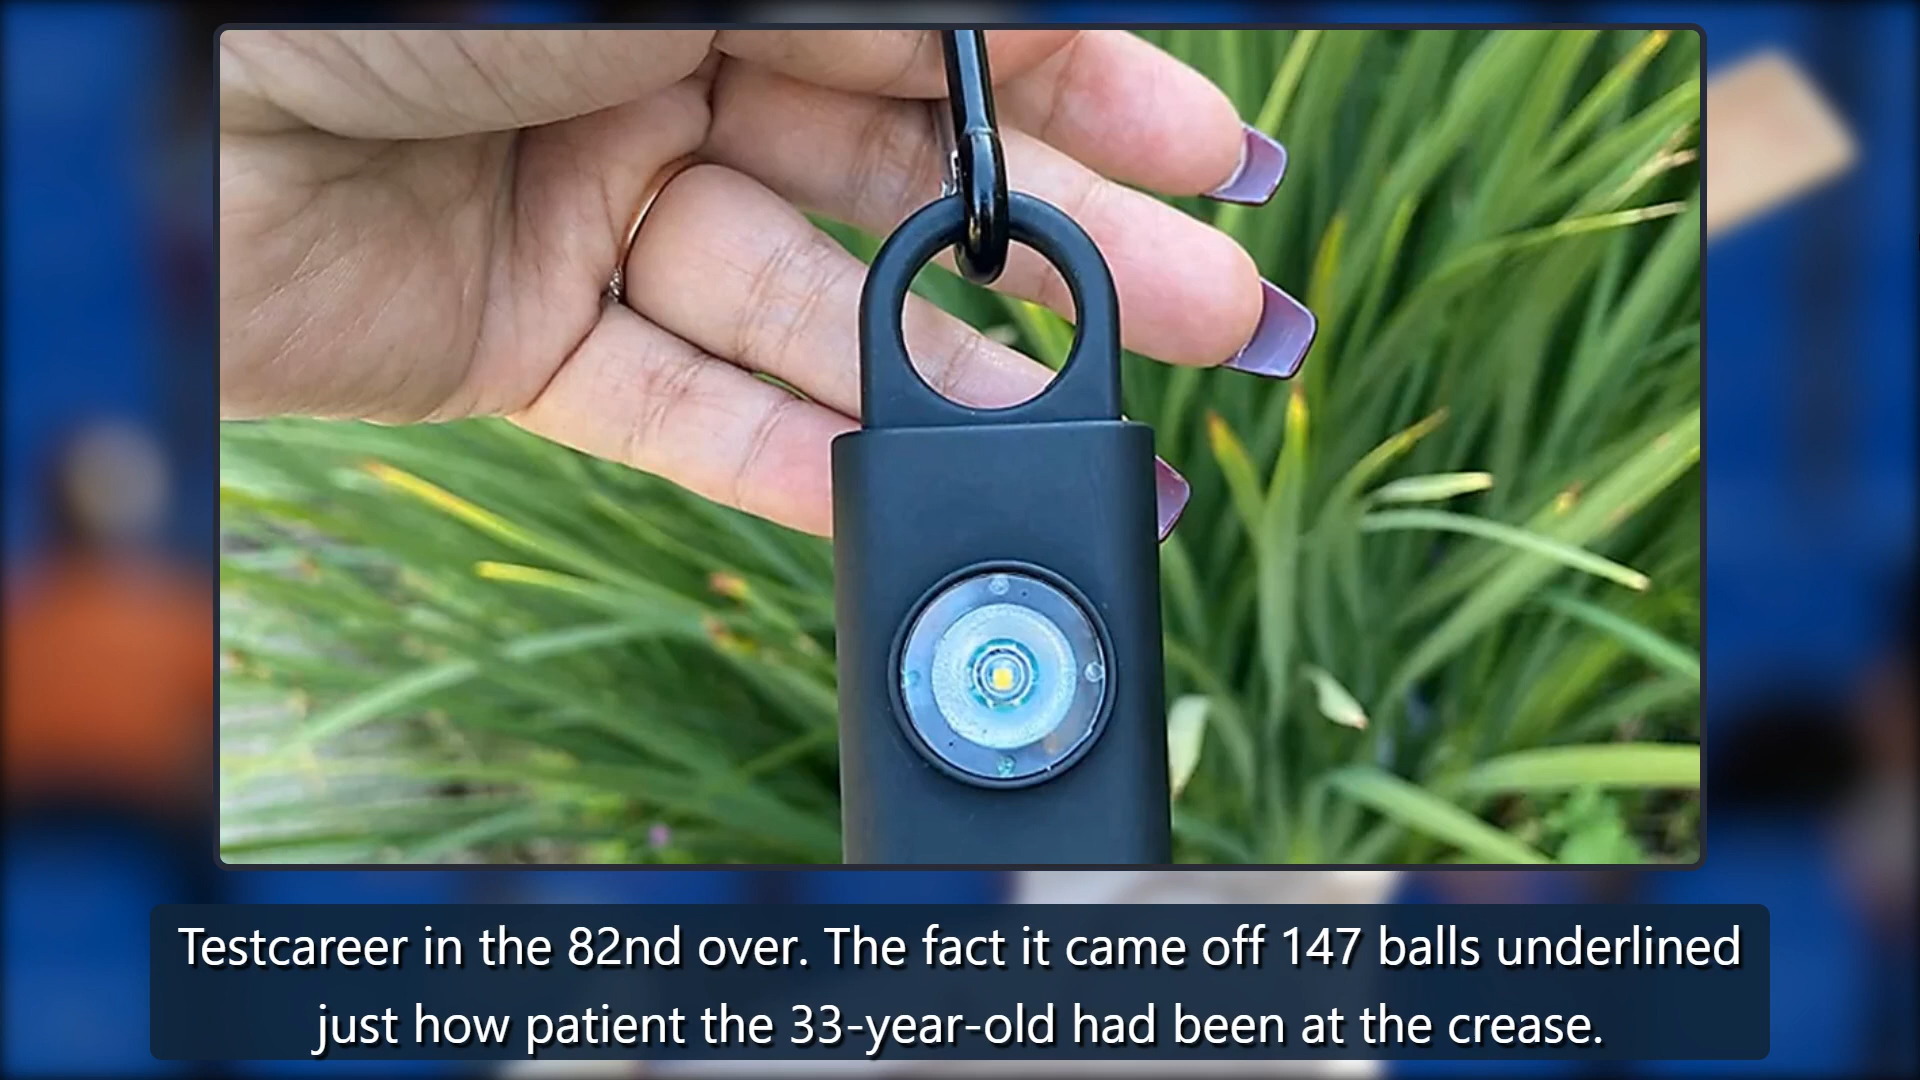 Testcareer in the 82nd over. The fact it came off 147 balls underlined
just how patient the 33-year-old had been at the crease.